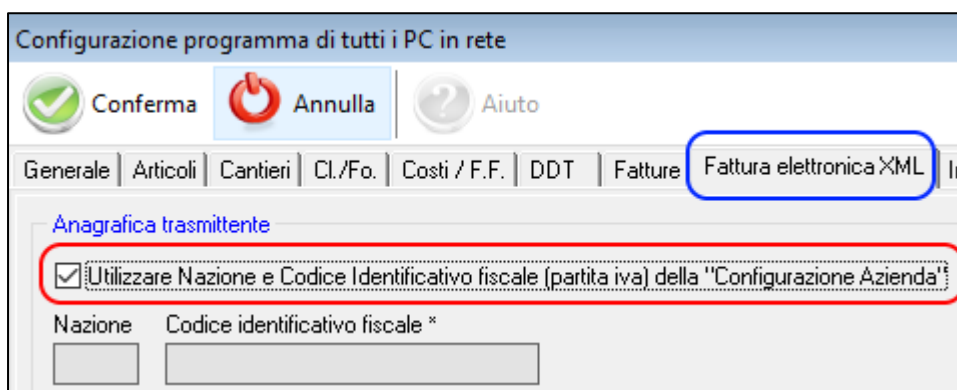 Configurazione programma di tutti i PC in rete
Conferma Annulla Aiuto
Generale Articoli Cantieri Cl./Fo. Costi / F.F. DDT Fatture Fattura elettronica XML
Anagrafica trasmittente
Utilizzare Nazione e Codice Identificativo fiscale (partita iva) della "Configurazione Azienda"
Nazione Codice identificativo fiscale *